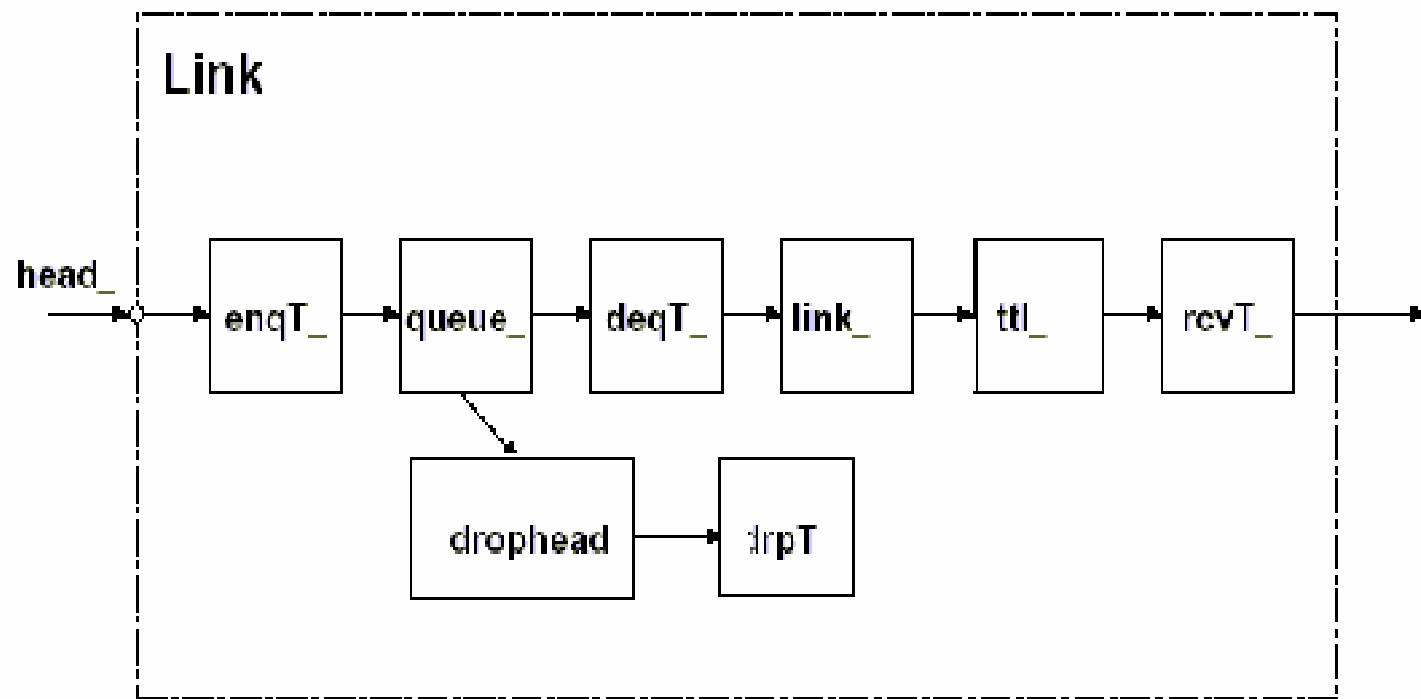 Link
head_
enqT_
queue_
deqT_
link_
ttl_
rcvT_
drophead
drpT